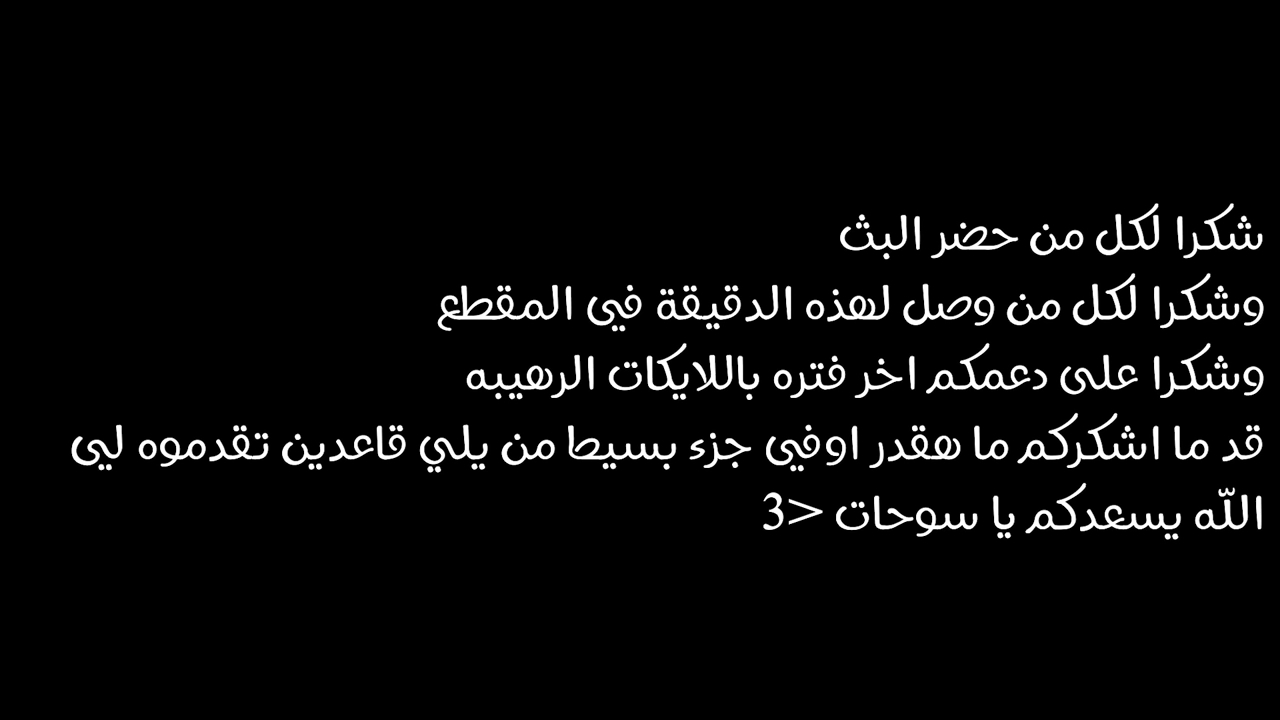 شكرا لكل من حضر البث
وشكرا لكل من وصل لهذه الدقيقة في المقطع
وشكرا على دعمكم اخر فتره باللايكات الرهيبه
قد ما اشكركم ما هقدر اوفي جزء بسيط من يلي قاعدين تقدموه لي
الله يسعدكم يا سوحات <3